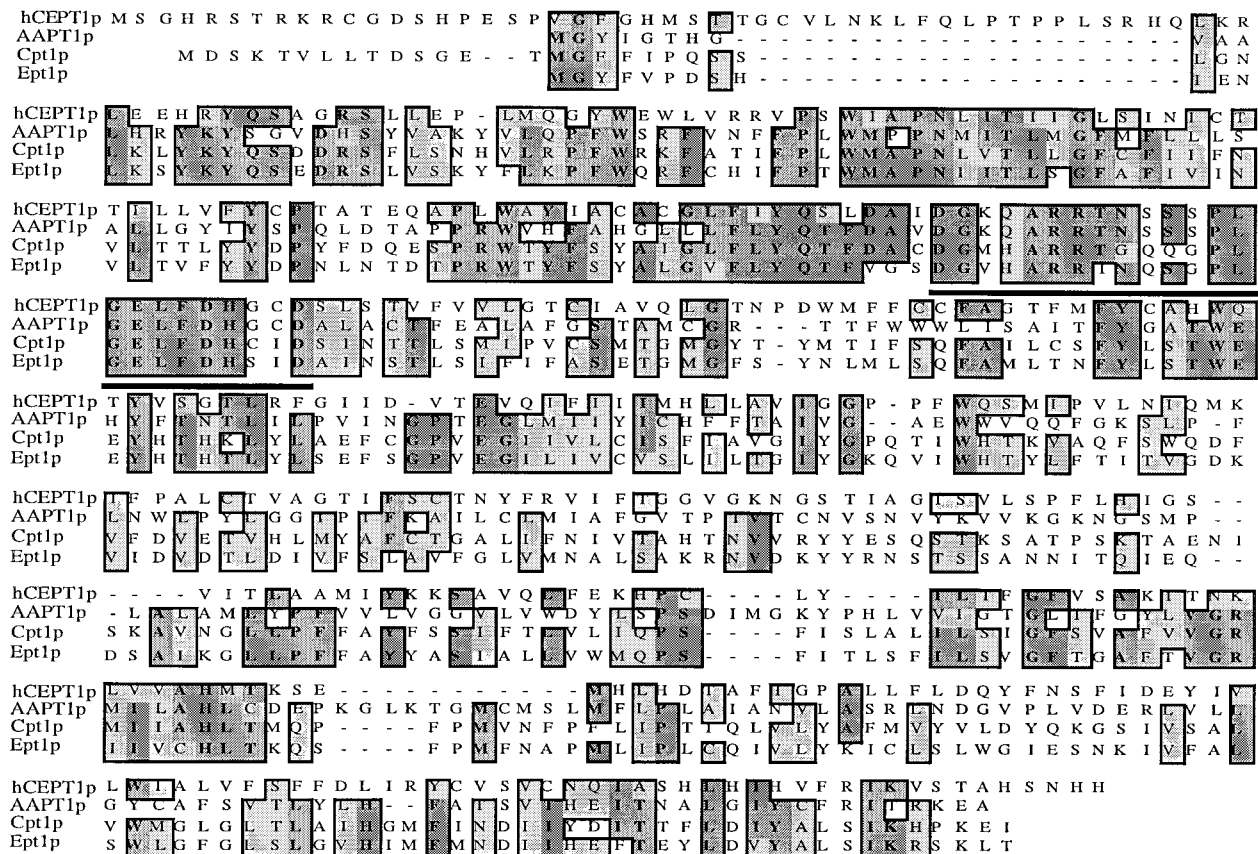 hCEPT1p M S G H R S T R K R C G D S H P E S P V G F G H M S T T G C V L N K L F Q L P T P P L S R H Q L K R
AAPT1p M G Y I G T H G - - - - - - - - - - - - - - - - - - - V A A
Cpt1p M D S K T V L L T D S G E - - T M G F F I P Q S S - - - - - - - - - - - - - - - - - - L G N
Ept1p M G Y F V P D S H - - - - - - - - - - - - - - - - - - I E N
hCEPT1p L E E H R Y Q S A G R S L L E P - L M Q G Y W E W L V R R V P S W I A P N L I T I I G L S I N I C T
AAPT1p L H R Y K Y S G V D H S Y V A K Y V L Q P F W S R F V N F F P L W M P P N M I T L M G F M F L L L S
Cpt1p L K L Y K Y Q S D D R S F L S N H V L R P F W R K F A T I F P L W M A P N L V T L L G F C F I I F N
Ept1p L K S Y K Y Q S E D R S L V S K Y F L K P F W Q R F C H I F P T W M A P N I I T L S G F A F I V I N
hCEPT1p T I L L V F Y C P T A T E Q A P L W A Y I A C A C G L F I Y Q S L D A I D G K Q A R R T N S S S P L
AAPT1p A L L G Y I Y S P Q L D T A P P R W V H F A H G L L L F L Y Q T F D A V D G K Q A R R T N S S S P L
Cpt1p V L T T L Y Y D P Y F D Q E S P R W T Y F S Y A I G L F L Y Q T F D A C D G M H A R R T G Q Q G P L
Ept1p V L T V F Y Y D P N L N T D T P R W T Y F S Y A L G V F L Y Q T F V G S D G V H A R R I N Q S G P L
hCEPT1p G E L F D H G C D S L S T V F V V L G T C I A V Q L G T N P D W M F F C C F A G T F M F Y C A H W Q
AAPT1p G E L F D H G C D A L A C T F E A L A F G S T A M C G R - - - T T F W W W L I S A I T F Y G A T W E
Cpt1p G E L F D H C I D S I N T T L S M I P V C S M T G M G Y T - Y M T I F S Q F A I L C S F Y L S T W E
Ept1p G E L F D H S I D A I N S T L S I F I F A S E T G M G F S - Y N L M L S Q F A M L T N F Y L S T W E
hCEPT1p T Y V S G T L R F G I I D - V T E V Q I F I I I M H L L A V I G G P - P F W Q S M I P V L N I Q M K
AAPT1p H Y F T N T L I L P V I N G P T E G L M I I Y I C H F F T A I V G - - A E W W V Q Q F G K S L P - F
Cpt1p E Y H T H K L Y L A E F C G P V E G I I V L C I S F I A V G I Y G P Q T I W H T K V A Q F S W Q D F
Ept1p E Y H T H T L Y L S E F S G P V E G I L I V C V S L I L T G I Y G K Q V I W H T Y L F T I T V G D K
hCEPT1p T F P A L C T V A G T I F S C T N Y F R V I F T G G V G K N G S T I A G T S V L S P F L H I G S - -
AAPT1p L N W L P Y L G G T P T F K A I L C L M I A F G V T P T V T C N V S N V Y K V V K G K N G S M P - -
Cpt1p V F D V E T V H L M Y A F C T G A L I F N I V T A H T N V V R Y Y E S Q S T K S A T P S K T A E N I
Ept1p V I D V D T L D I V F S L A V F G L V M N A L S A K R N V D K Y Y R N S T S S A N N I T Q I E Q -
hCEPT1p - - V I T L A A M I Y K K S A V Q L F E K H P C - - - - L Y - - - - I L T F G F V S A K I T N K
AAPT1p - L A L A M L Y P F V V L V G G V L V W D Y L S P S D I M G K Y P H L V V I G T G L T F G Y L V G R
Cpt1p S K A V N G L L P F F A Y F S S I F T L V L I Q P S - - - - F I S L A L I L S I G F S V A F V V G R
Ept1p D S A I K G L L P F F A Y Y A S I A L L V W M Q P S - - - - F I T L S F I L S V G F T G A F T V G R
hCEPT1p L V V A H M T K S E - - - - - - - - - - - M H L H D T A F I G P A L L F L D Q Y F N S F I D E Y I V
AAPT1p M I L A H L C D E P K G L K T G M C M S L M F L P L A I A N V L A S R L N D G V P L V D E R L V L L
Cpt1p M I I A H L T M Q P - - - - F P M V N F P F L I P T T Q L V L Y A F M V Y V L D Y Q K G S I V S A L
Ept1p I I V C H L T K Q S - - - - F P M F N A P M L I P L C Q I V L Y K I C L S L W G I E S N K I V F A L
hCEPT1p L W I A L V F S F F D L I R Y C V S V C N Q I A S H L H I H V F R I K V S T A H S N H H
AAPT1p G Y C A F S V T L Y L H - - F A T S V I H E I T N A L G I Y C F R I T R K E A
Cpt1p V W M G L G L T L A I H G M F I N D I I Y D I T T F L D I Y A L S I K H P K E I
Ept1p S W L G F G L S L G V H I M F M N D I I H E F T E Y L D V Y A L S I K R S K L T